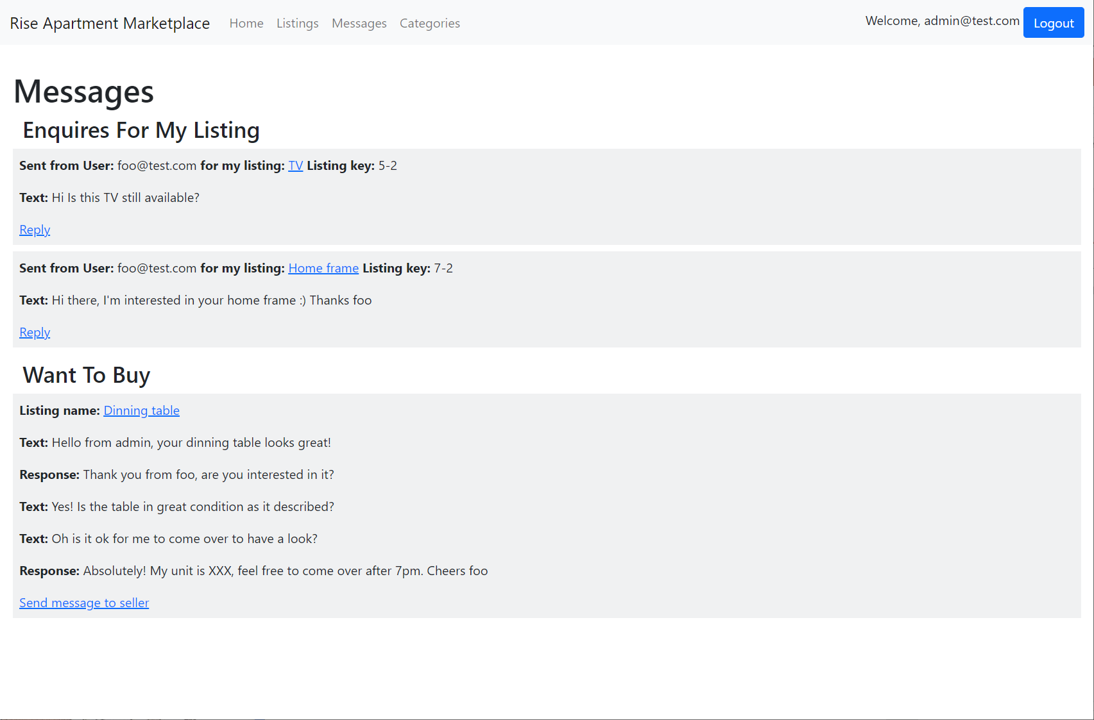 Rise Apartment Marketplace Home Listings Messages Categories Welcome, admin@test.com Logout
Messages
Enquires For My Listing
Sent from User: foo@test.com for my listing: TV Listing key: 5-2
Text: Hi Is this TV still available?
Reply
Sent from User: foo@test.com for my listing: Home frame Listing key: 7-2
Text: Hi there, I'm interested in your home frame :) Thanks foo
Reply
Want To Buy
Listing name: Dinning table
Text: Hello from admin, your dinning table looks great!
Response: Thank you from foo, are you interested in it?
Text: Yes! Is the table in great condition as it described?
Text: Oh is it ok for me to come over to have a look?
Response: Absolutely! My unit is XXX, feel free to come over after 7pm. Cheers foo
Send message to seller